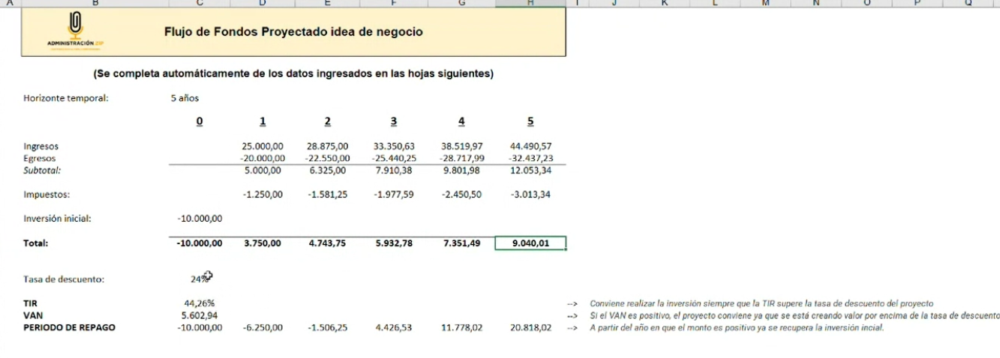 A B C D E F G H I J K L M N O P Q
ADMINISTRACIÓN.ZIP
Flujo de Fondos Proyectado idea de negocio
(Se completa automáticamente de los datos ingresados en las hojas siguientes)
Horizonte temporal: 5 años
0 1 2 3 4 5
Ingresos 25.000,00 28.875,00 33.350,63 38.519,97 44.490,57
Egresos -20.000,00 -22.550,00 -25.440,25 -28.717,99 -32.437,23
Subtotal: 5.000,00 6.325,00 7.910,38 9.801,98 12.053,34
Impuestos: -1.250,00 -1.581,25 -1.977,59 -2.450,50 -3.013,34
Inversión inicial: -10.000,00
Total: -10.000,00 3.750,00 4.743,75 5.932,78 7.351,49 9.040,01
Tasa de descuento: 24%
TIR 44,26% --> Conviene realizar la inversión siempre que la TIR supere la tasa de descuento del proyecto
VAN 5.602,94 --> Si el VAN es positivo, el proyecto conviene ya que se está creando valor por encima de la tasa de descuento
PERIODO DE REPAGO -10.000,00 -6.250,00 -1.506,25 4.426,53 11.778,02 20.818,02 --> A partir del año en que el monto es positivo ya se recupera la inversión incial.